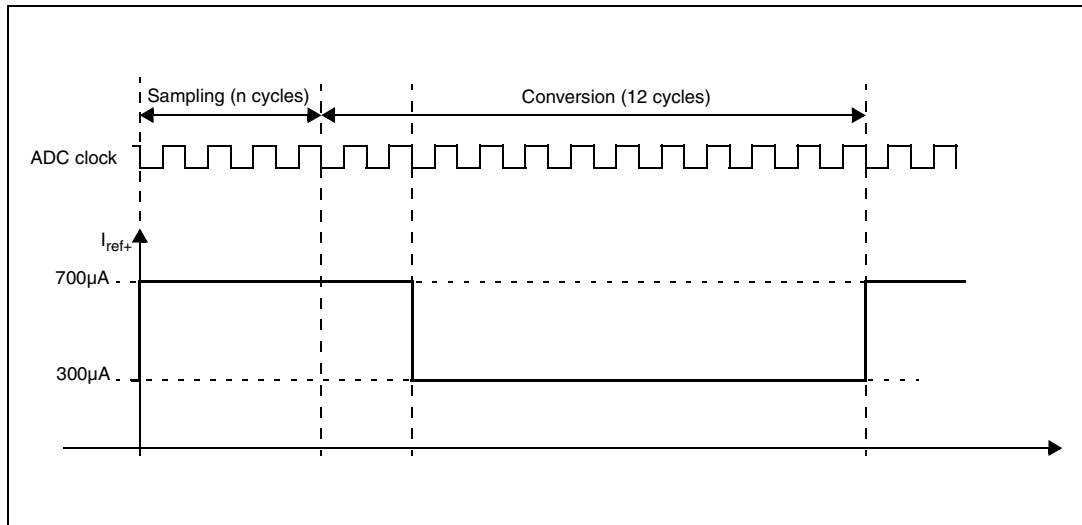 Sampling (n cycles)
Conversion (12 cycles)
ADC clock
Iref+
700µA
300µA